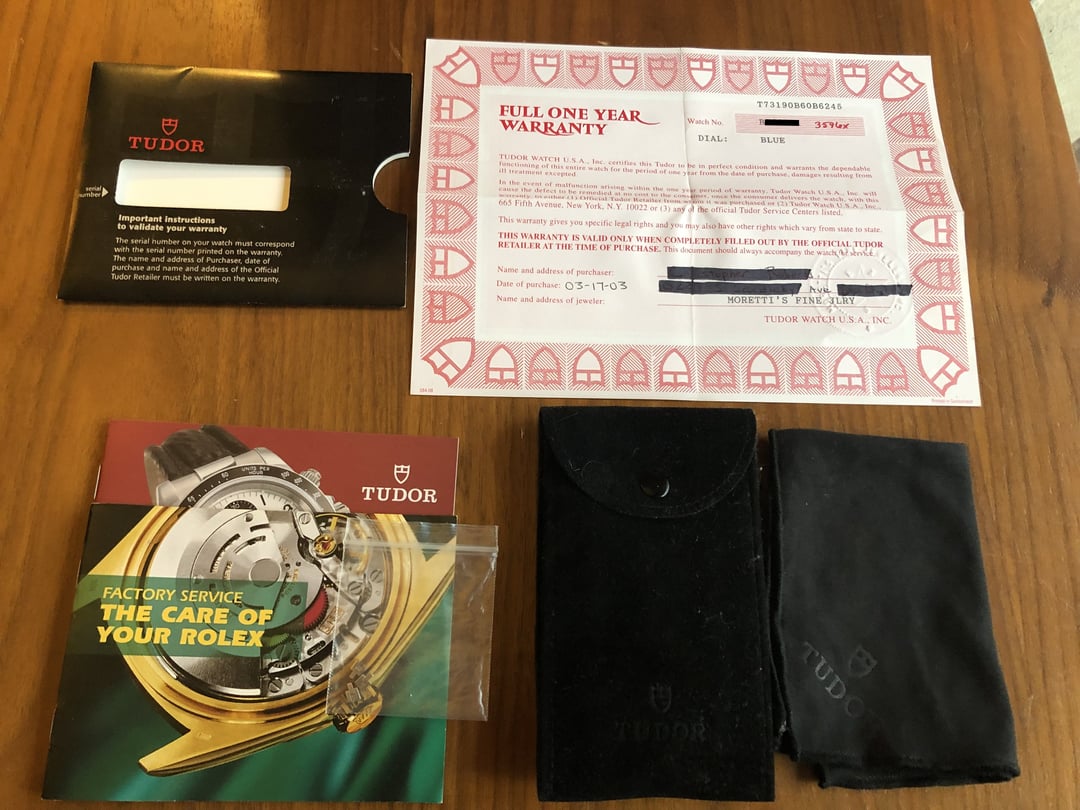 TUDOR
serial
number
Important instructions
to validate your warranty
The serial number on your watch must correspond
with the serial number printed on the warranty.
The name and address of Purchaser, date of
purchase and name and address of the Official
Tudor Retailer must be written on the warranty.
FULL ONE YEAR
WARRANTY
T73190B60B6245
Watch No. B 3596x
DIAL: BLUE
TUDOR WATCH U.S.A., Inc. certifies this Tudor to be in perfect condition and warrants the dependable
functioning of this entire watch for the period of one year from the date of purchase, damages resulting from
ill treatment excepted.
In the event of malfunction arising within the one year period of warranty, Tudor Watch U.S.A., Inc. will
cause the defect to be remedied at no cost to the consumer, once the consumer delivers the watch, with this
warranty, to either (1) Official Tudor Retailer from whom it was purchased or (2) Tudor Watch U.S.A., Inc.,
665 Fifth Avenue, New York, N.Y. 10022 or (3) any of the official Tudor Service Centers listed.
This warranty gives you specific legal rights and you may also have other rights which vary from state to state.
THIS WARRANTY IS VALID ONLY WHEN COMPLETELY FILLED OUT BY THE OFFICIAL TUDOR
RETAILER AT THE TIME OF PURCHASE. This document should always accompany the watch for service.
Name and address of purchaser:
Date of purchase: 03-17-03 Ave
Name and address of jeweler: MORETTI'S FINE JLRY
TUDOR WATCH U.S.A., INC.
Printed in Switzerland
UNITS PER
HOUR
TUDOR
FACTORY SERVICE
THE CARE OF
YOUR ROLEX
TUDOR
TUDOR